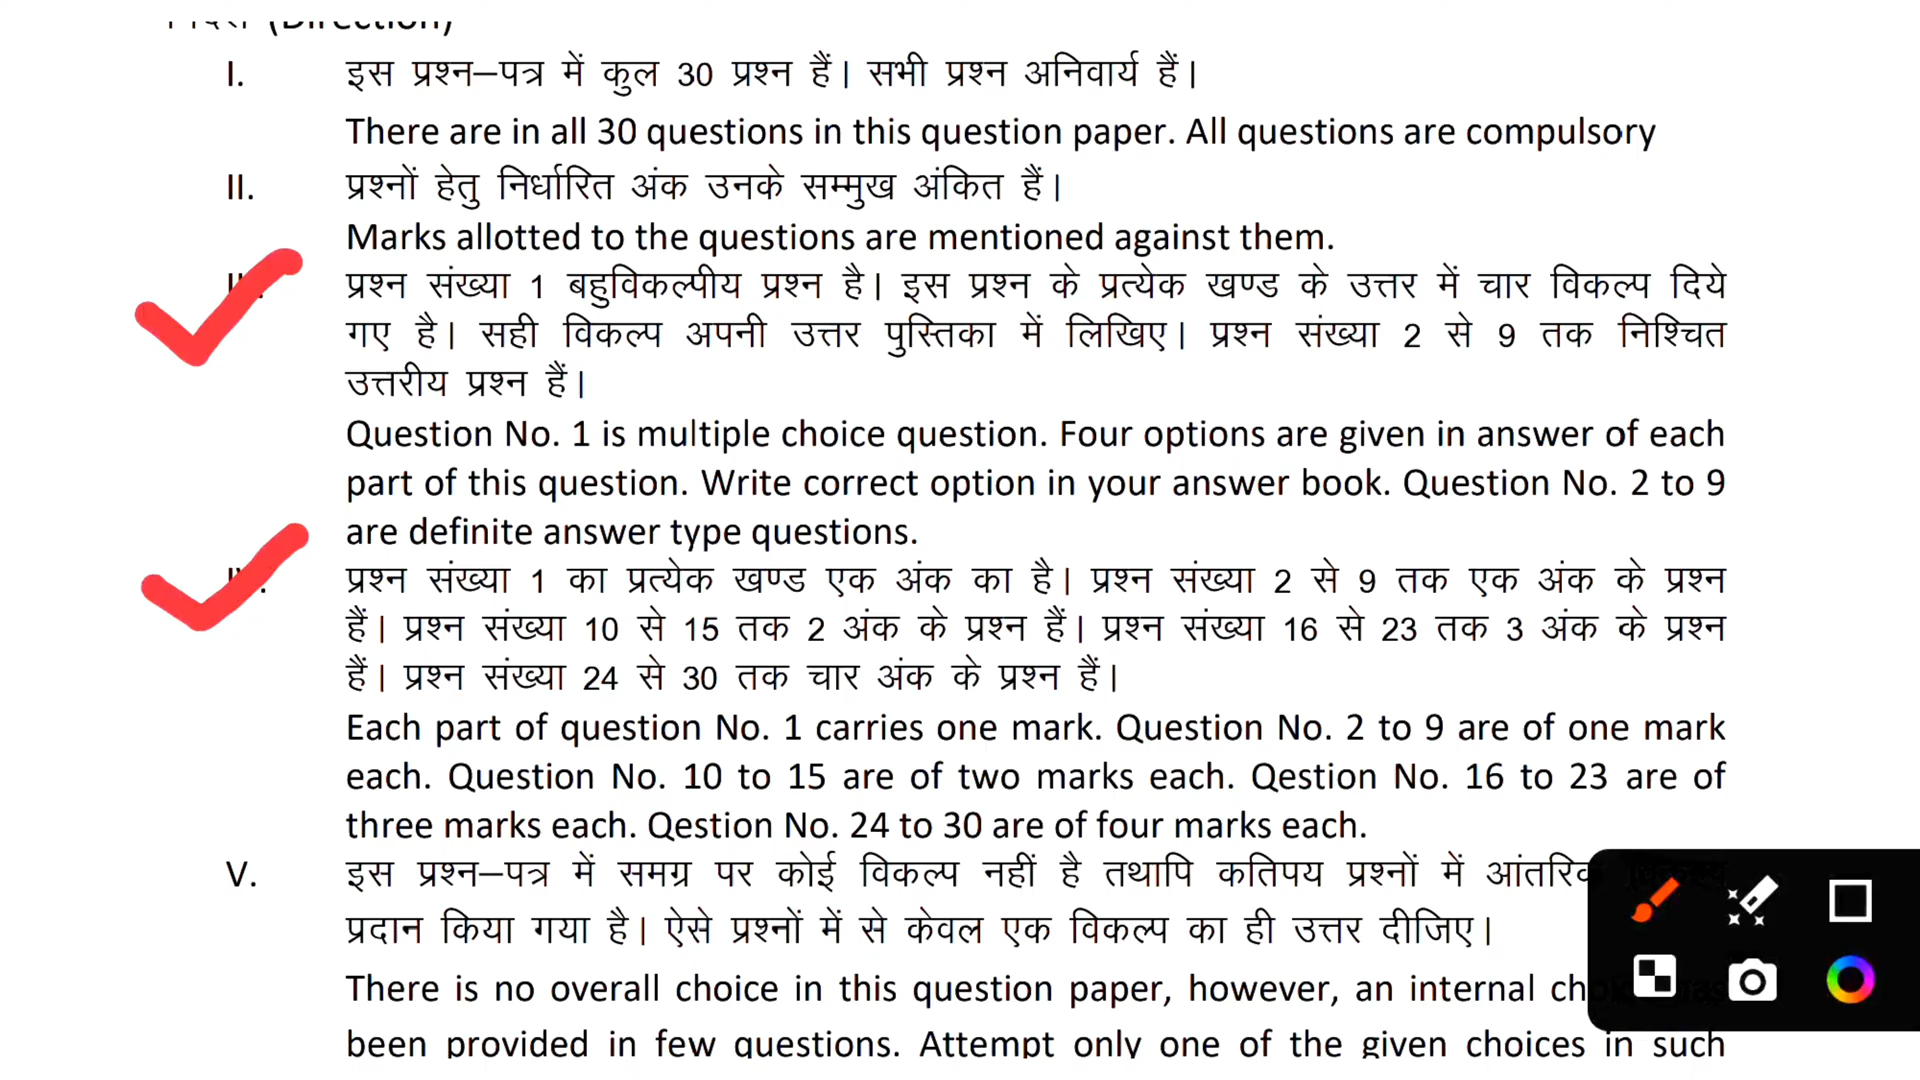 (Direction)
I. इस प्रश्न–पत्र में कुल 30 प्रश्न हैं। सभी प्रश्न अनिवार्य हैं।
There are in all 30 questions in this question paper. All questions are compulsory
II. प्रश्नों हेतु निर्धारित अंक उनके सम्मुख अंकित हैं।
Marks allotted to the questions are mentioned against them.
प्रश्न संख्या 1 बहुविकल्पीय प्रश्न है। इस प्रश्न के प्रत्येक खण्ड के उत्तर में चार विकल्प दिये
गए है। सही विकल्प अपनी उत्तर पुस्तिका में लिखिए। प्रश्न संख्या 2 से 9 तक निश्चित
उत्तरीय प्रश्न हैं।
Question No. 1 is multiple choice question. Four options are given in answer of each
part of this question. Write correct option in your answer book. Question No. 2 to 9
are definite answer type questions.
प्रश्न संख्या 1 का प्रत्येक खण्ड एक अंक का है। प्रश्न संख्या 2 से 9 तक एक अंक के प्रश्न
हैं। प्रश्न संख्या 10 से 15 तक 2 अंक के प्रश्न हैं। प्रश्न संख्या 16 से 23 तक 3 अंक के प्रश्न
हैं। प्रश्न संख्या 24 से 30 तक चार अंक के प्रश्न हैं।
Each part of question No. 1 carries one mark. Question No. 2 to 9 are of one mark
each. Question No. 10 to 15 are of two marks each. Qestion No. 16 to 23 are of
three marks each. Qestion No. 24 to 30 are of four marks each.
V. इस प्रश्न–पत्र में समग्र पर कोई विकल्प नहीं है तथापि कतिपय प्रश्नों में
प्रदान किया गया है। ऐसे प्रश्नों में से केवल एक विकल्प का ही उत्तर दीजिए।
There is no overall choice in this question paper, however, an internal
been provided in few questions. Attempt only one of the given choices in such